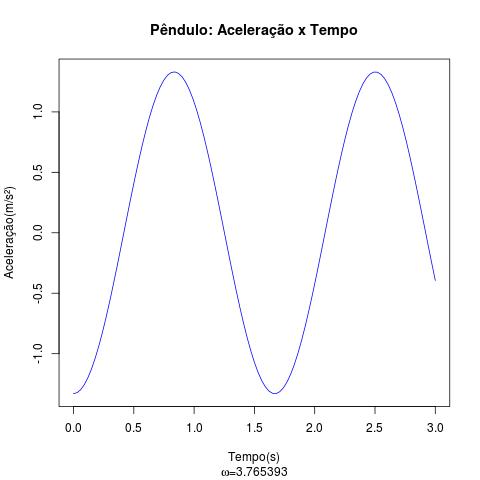 Pêndulo: Aceleração x Tempo
Aceleração(m/s²)
1.0
0.5
0.0
-0.5
-1.0
0.0 0.5 1.0 1.5 2.0 2.5 3.0
Tempo(s)
ω=3.765393